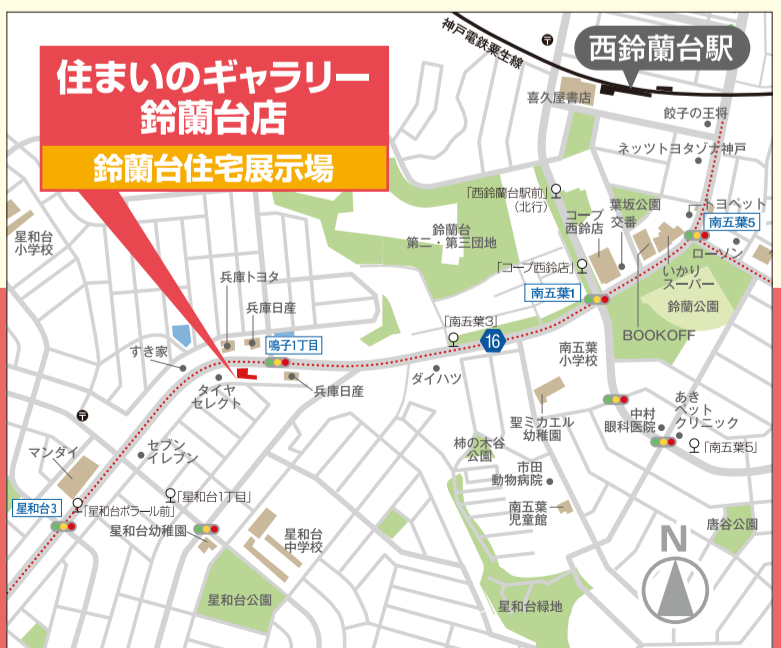 神戸電鉄粟生線
〒
西鈴蘭台駅
住まいのギャラリー
鈴蘭台店
鈴蘭台住宅展示場
喜久屋書店
餃子の王将
ネッツトヨタゾナ神戸
「西鈴蘭台駅前」
(北行)
葉坂公園
トヨペット
コープ
西鈴店
交番
南五葉5
ローソン
鈴蘭台
第二・第三団地
星和台
小学校
「コープ西鈴店」
いかり
スーパー
兵庫トヨタ
南五葉1
鈴蘭公園
兵庫日産
「南五葉3」
BOOKOFF
鳴子1丁目
16
すき家
南五葉
小学校
タイヤ
セレクト
兵庫日産
ダイハツ
あき
ペット
クリニック
中村
眼科医院
〒
聖ミカエル
幼稚園
「南五葉5」
マンダイ
セブン
イレブン
柿の木谷
公園
市田
動物病院
「星和台1丁目」
星和台3
「星和台ポラール前」
南五葉
児童館
唐谷公園
星和台幼稚園
星和台
中学校
N
星和台公園
星和台緑地